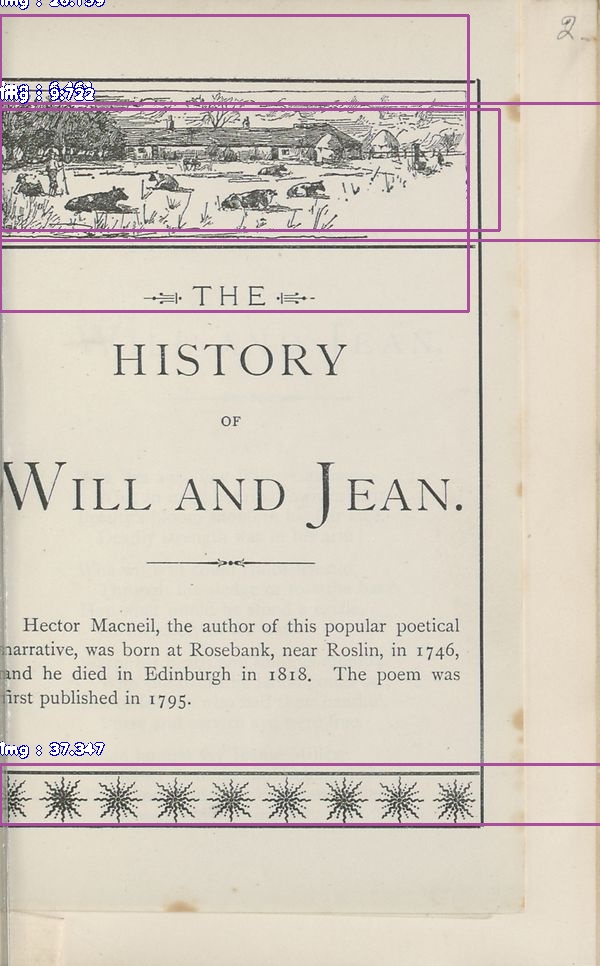 img : 16.139
img : 9.722
2
THE
HISTORY
OF
WILL AND JEAN.
Hector Macneil, the author of this popular poetical
narrative, was born at Rosebank, near Roslin, in 1746,
and he died in Edinburgh in 1818. The poem was
first published in 1795.
img : 37.347